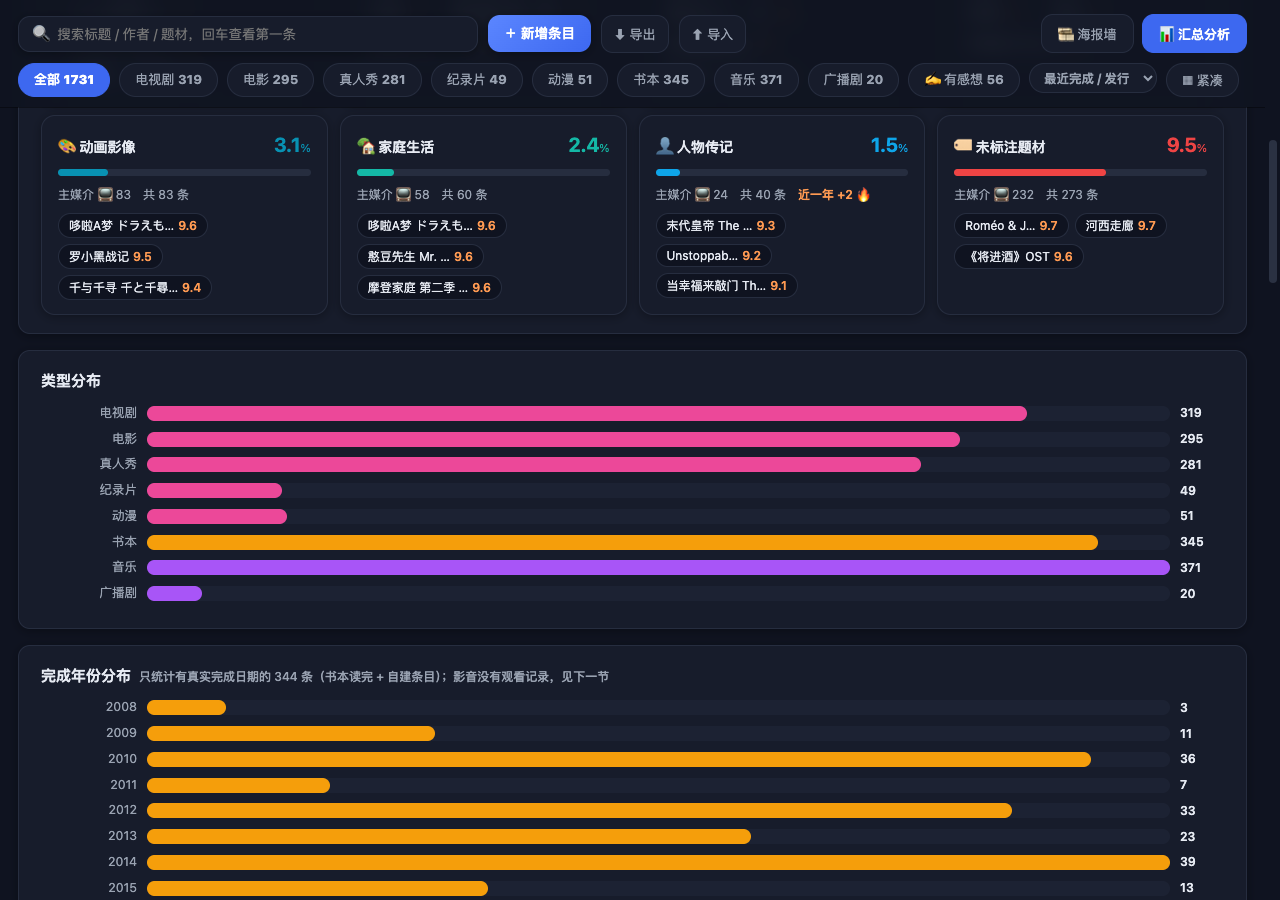 搜索标题 / 作者 / 题材，回车查看第一条
+ 新增条目
⬇ 导出
⬆ 导入
海报墙
汇总分析
全部 1731
电视剧 319
电影 295
真人秀 281
纪录片 49
动漫 51
书本 345
音乐 371
广播剧 20
有感想 56
最近完成 / 发行
▦ 紧凑
动画影像 3.1%
主媒介 83 共 83 条
哆啦A梦 ドラえも... 9.6
罗小黑战记 9.5
千与千寻 千と千尋... 9.4
家庭生活 2.4%
主媒介 58 共 60 条
哆啦A梦 ドラえも... 9.6
憨豆先生 Mr. ... 9.6
摩登家庭 第二季 ... 9.6
人物传记 1.5%
主媒介 24 共 40 条 近一年 +2
末代皇帝 The ... 9.3
Unstoppab... 9.2
当幸福来敲门 Th... 9.1
未标注题材 9.5%
主媒介 232 共 273 条
Roméo & J... 9.7
河西走廊 9.7
《将进酒》OST 9.6
类型分布
电视剧 319
电影 295
真人秀 281
纪录片 49
动漫 51
书本 345
音乐 371
广播剧 20
完成年份分布 只统计有真实完成日期的 344 条（书本读完 + 自建条目）；影音没有观看记录，见下一节
2008 3
2009 11
2010 36
2011 7
2012 33
2013 23
2014 39
2015 13